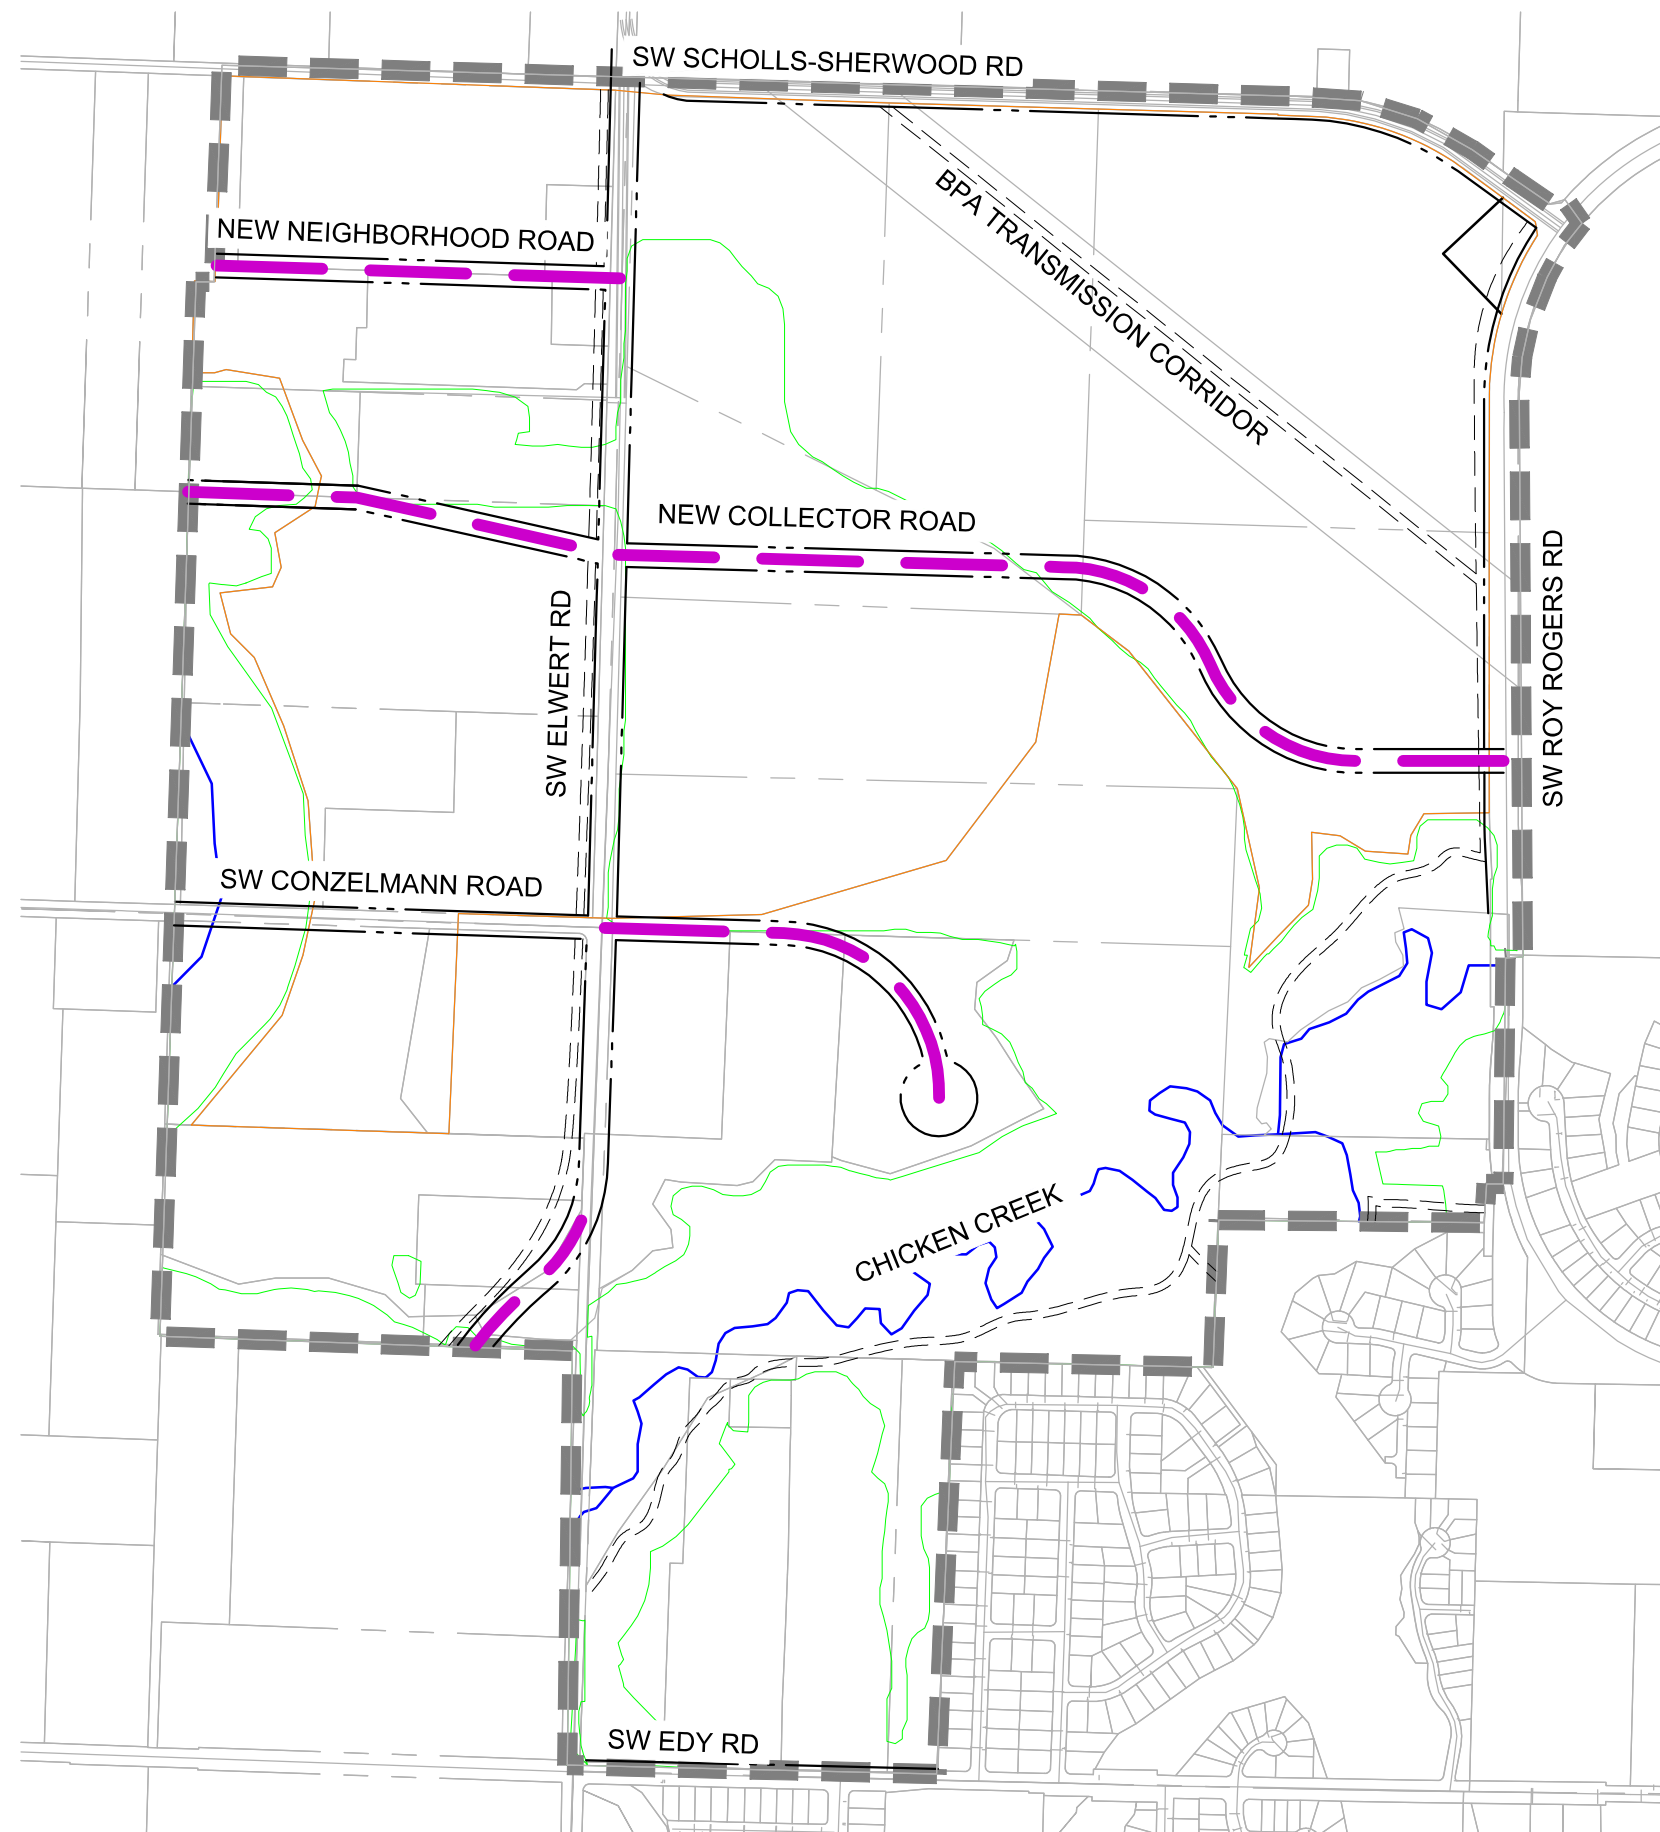 SW SCHOLLS-SHERWOOD RD
BPA TRANSMISSION CORRIDOR
NEW NEIGHBORHOOD ROAD
NEW COLLECTOR ROAD
SW ROY ROGERS RD
SW ELWERT RD
SW CONZELMANN ROAD
CHICKEN CREEK
SW EDY RD